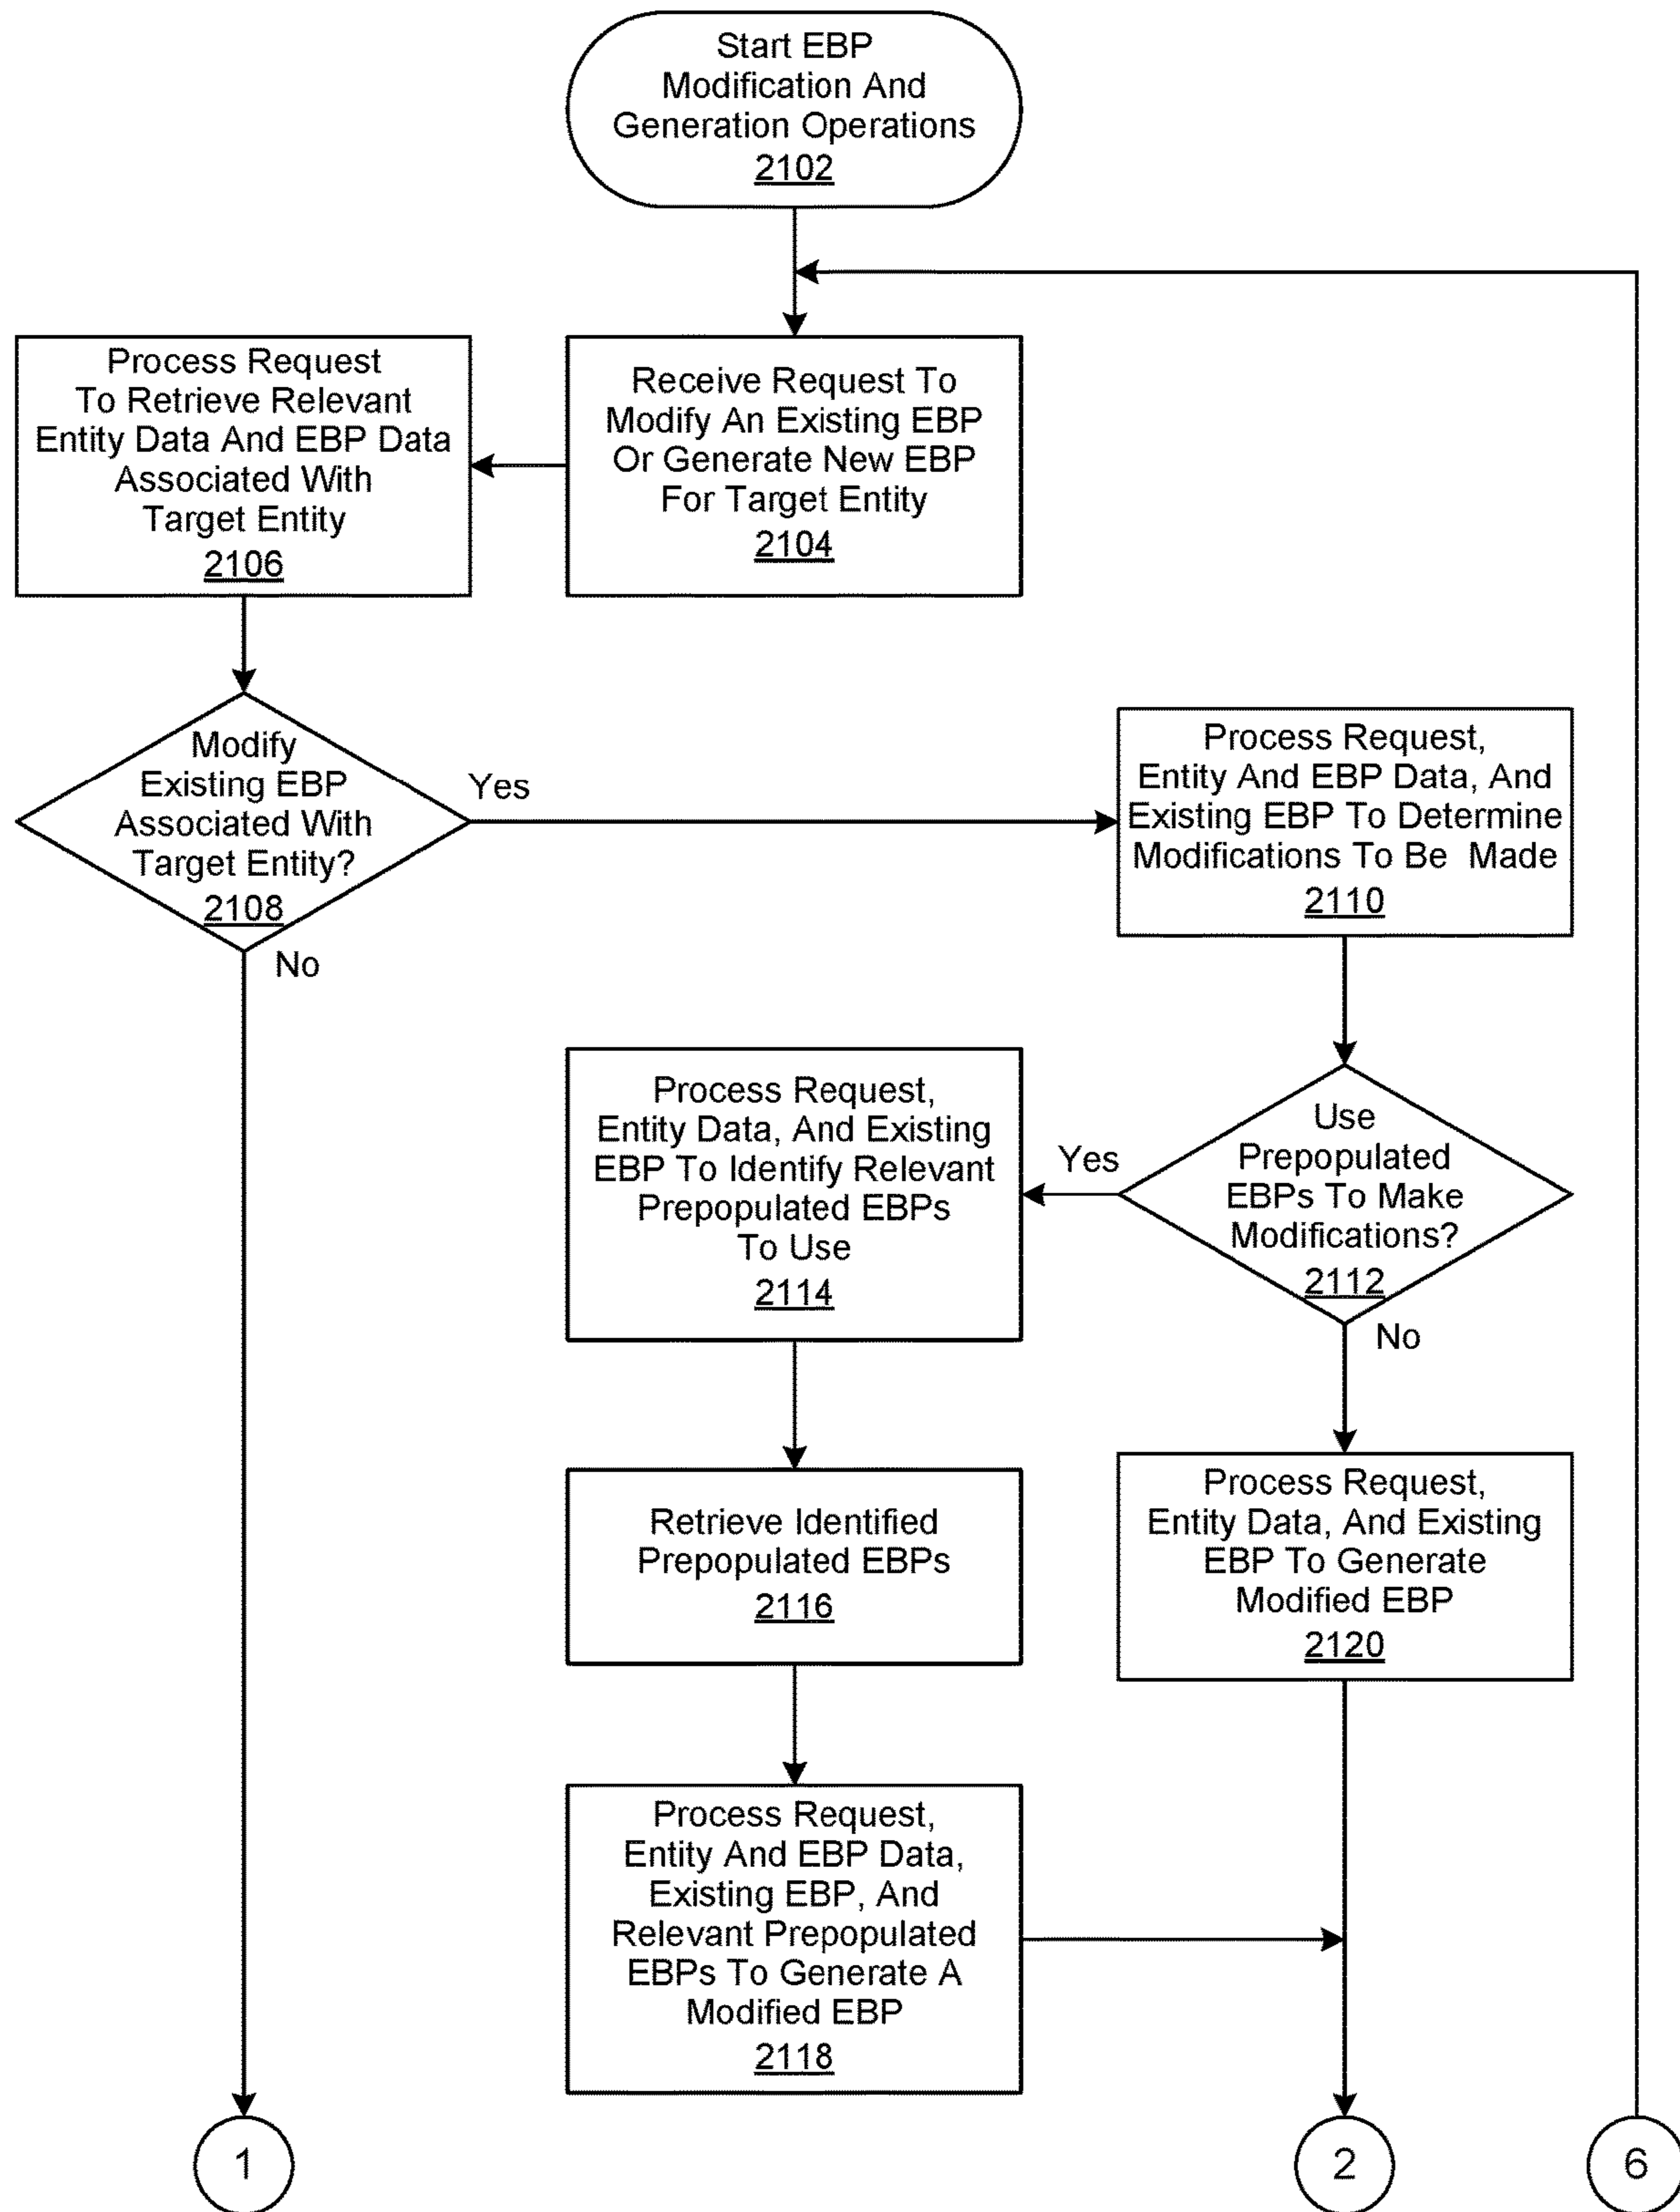 Start EBP
Modification And
Generation Operations
2102
Process Request
To Retrieve Relevant
Entity Data And EBP Data
Associated With
Target Entity
2106
Receive Request To
Modify An Existing EBP
Or Generate New EBP
For Target Entity
2104
Modify
Existing EBP
Associated With
Target Entity?
2108
Yes
No
Process Request,
Entity And EBP Data, And
Existing EBP To Determine
Modifications To Be Made
2110
Process Request,
Entity Data, And Existing
EBP To Identify Relevant
Prepopulated EBPs
To Use
2114
Yes
Use
Prepopulated
EBPs To Make
Modifications?
2112
No
Retrieve Identified
Prepopulated EBPs
2116
Process Request,
Entity Data, And Existing
EBP To Generate
Modified EBP
2120
Process Request,
Entity And EBP Data,
Existing EBP, And
Relevant Prepopulated
EBPs To Generate A
Modified EBP
2118
1
2
6